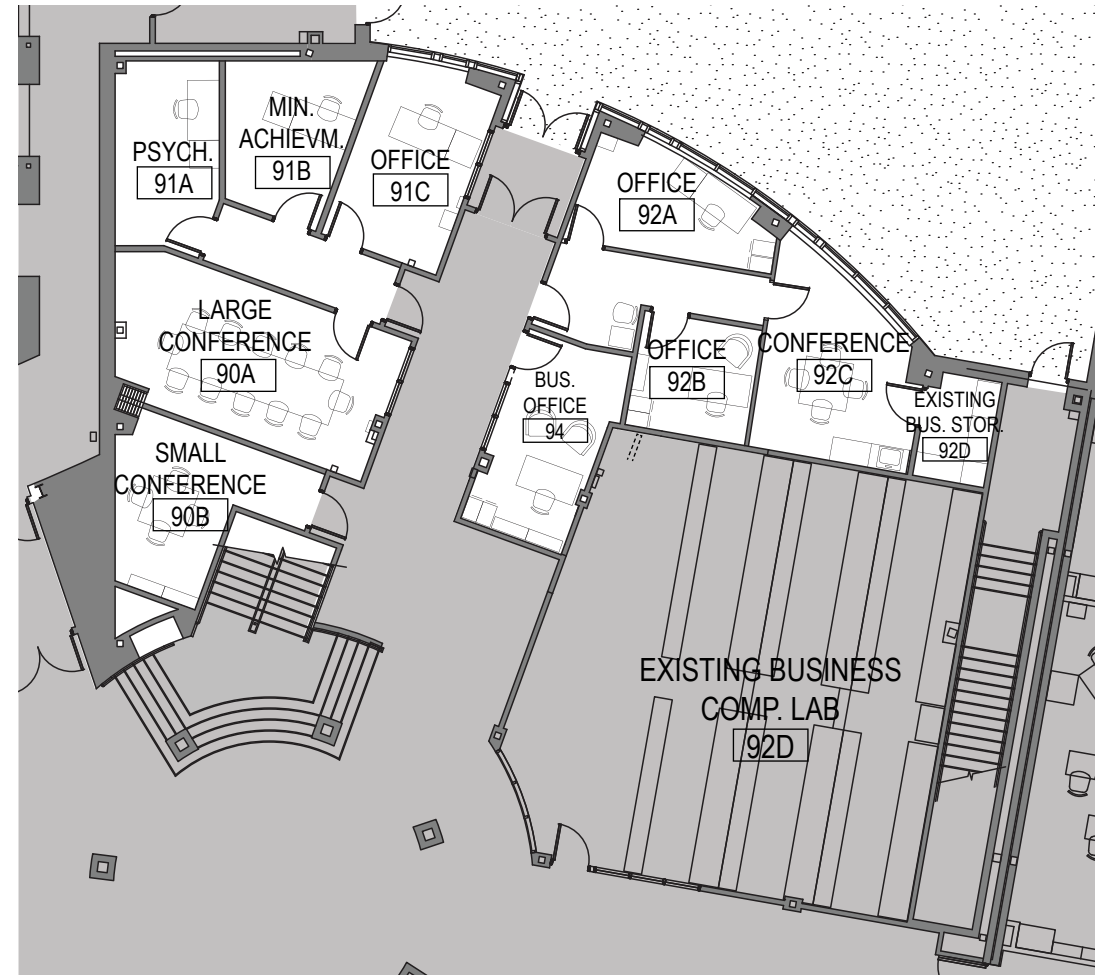 PSYCH.
91A
MIN.
ACHIEVM.
91B
OFFICE
91C
OFFICE
92A
LARGE
CONFERENCE
90A
OFFICE
92B
CONFERENCE
92C
BUS.
OFFICE
94
EXISTING
BUS. STOR.
92D
SMALL
CONFERENCE
90B
EXISTING BUSINESS
COMP. LAB
92D